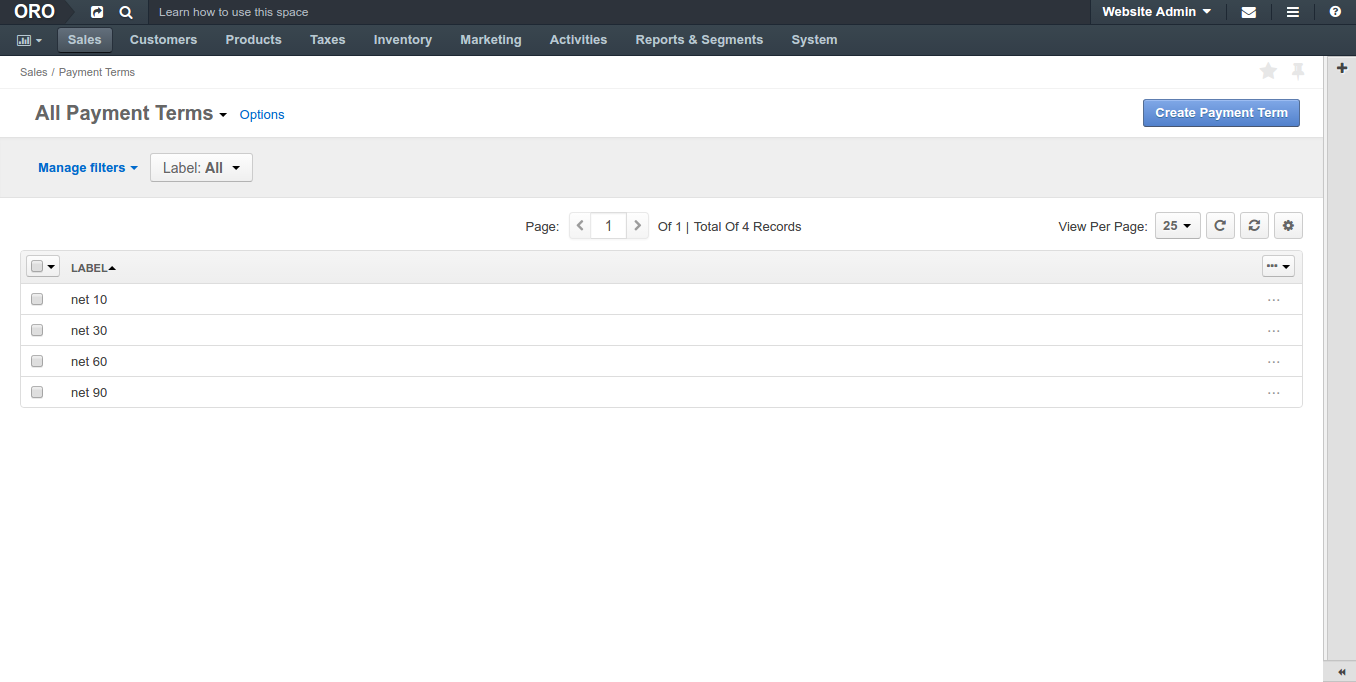 ORO Learn how to use this space Website Admin
Sales Customers Products Taxes Inventory Marketing Activities Reports & Segments System
Sales / Payment Terms
All Payment Terms Options Create Payment Term
Manage filters Label: All
Page: 1 Of 1 | Total Of 4 Records View Per Page: 25
LABEL
net 10
net 30
net 60
net 90